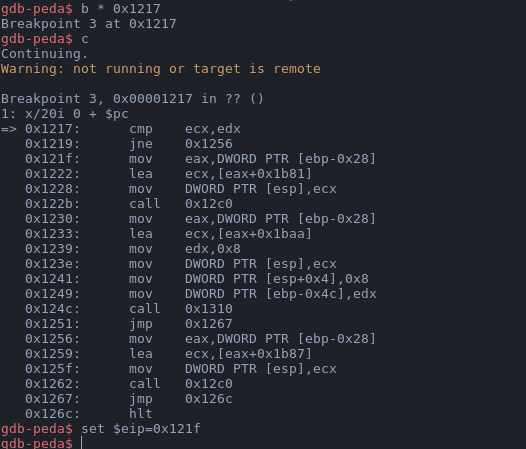 gdb-peda$ b * 0x1217
Breakpoint 3 at 0x1217
gdb-peda$ c
Continuing.
Warning: not running or target is remote
Breakpoint 3, 0x00001217 in ?? ()
1: x/20i 0 + $pc
=> 0x1217: cmp ecx,edx
0x1219: jne 0x1256
0x121f: mov eax,DWORD PTR [ebp-0x28]
0x1222: lea ecx,[eax+0x1b81]
0x1228: mov DWORD PTR [esp],ecx
0x122b: call 0x12c0
0x1230: mov eax,DWORD PTR [ebp-0x28]
0x1233: lea ecx,[eax+0x1baa]
0x1239: mov edx,0x8
0x123e: mov DWORD PTR [esp],ecx
0x1241: mov DWORD PTR [esp+0x4],0x8
0x1249: mov DWORD PTR [ebp-0x4c],edx
0x124c: call 0x1310
0x1251: jmp 0x1267
0x1256: mov eax,DWORD PTR [ebp-0x28]
0x1259: lea ecx,[eax+0x1b87]
0x125f: mov DWORD PTR [esp],ecx
0x1262: call 0x12c0
0x1267: jmp 0x126c
0x126c: hlt
gdb-peda$ set $eip=0x121f
gdb-peda$